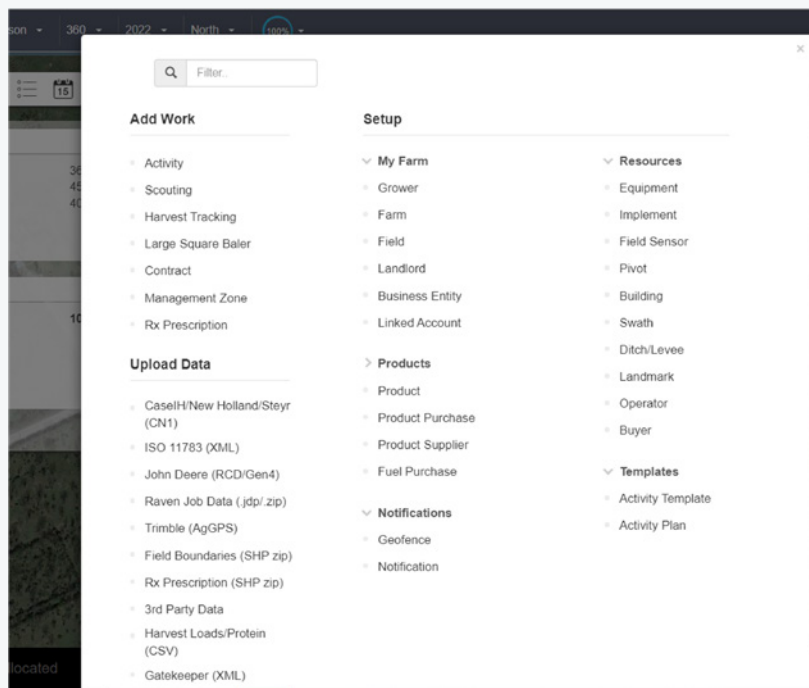 son
360
2022
North
100%
Filter..
15
Add Work
Activity
Scouting
Harvest Tracking
Large Square Baler
Contract
Management Zone
Rx Prescription
Upload Data
CaseIH/New Holland/Steyr
(CN1)
ISO 11783 (XML)
John Deere (RCD/Gen4)
Raven Job Data (.jdp/.zip)
Trimble (AgGPS)
Field Boundaries (SHP zip)
Rx Prescription (SHP zip)
3rd Party Data
Harvest Loads/Protein
(CSV)
Gatekeeper (XML)
Setup
My Farm
Grower
Farm
Field
Landlord
Business Entity
Linked Account
Products
Product
Product Purchase
Product Supplier
Fuel Purchase
Notifications
Geofence
Notification
Resources
Equipment
Implement
Field Sensor
Pivot
Building
Swath
Ditch/Levee
Landmark
Operator
Buyer
Templates
Activity Template
Activity Plan
located